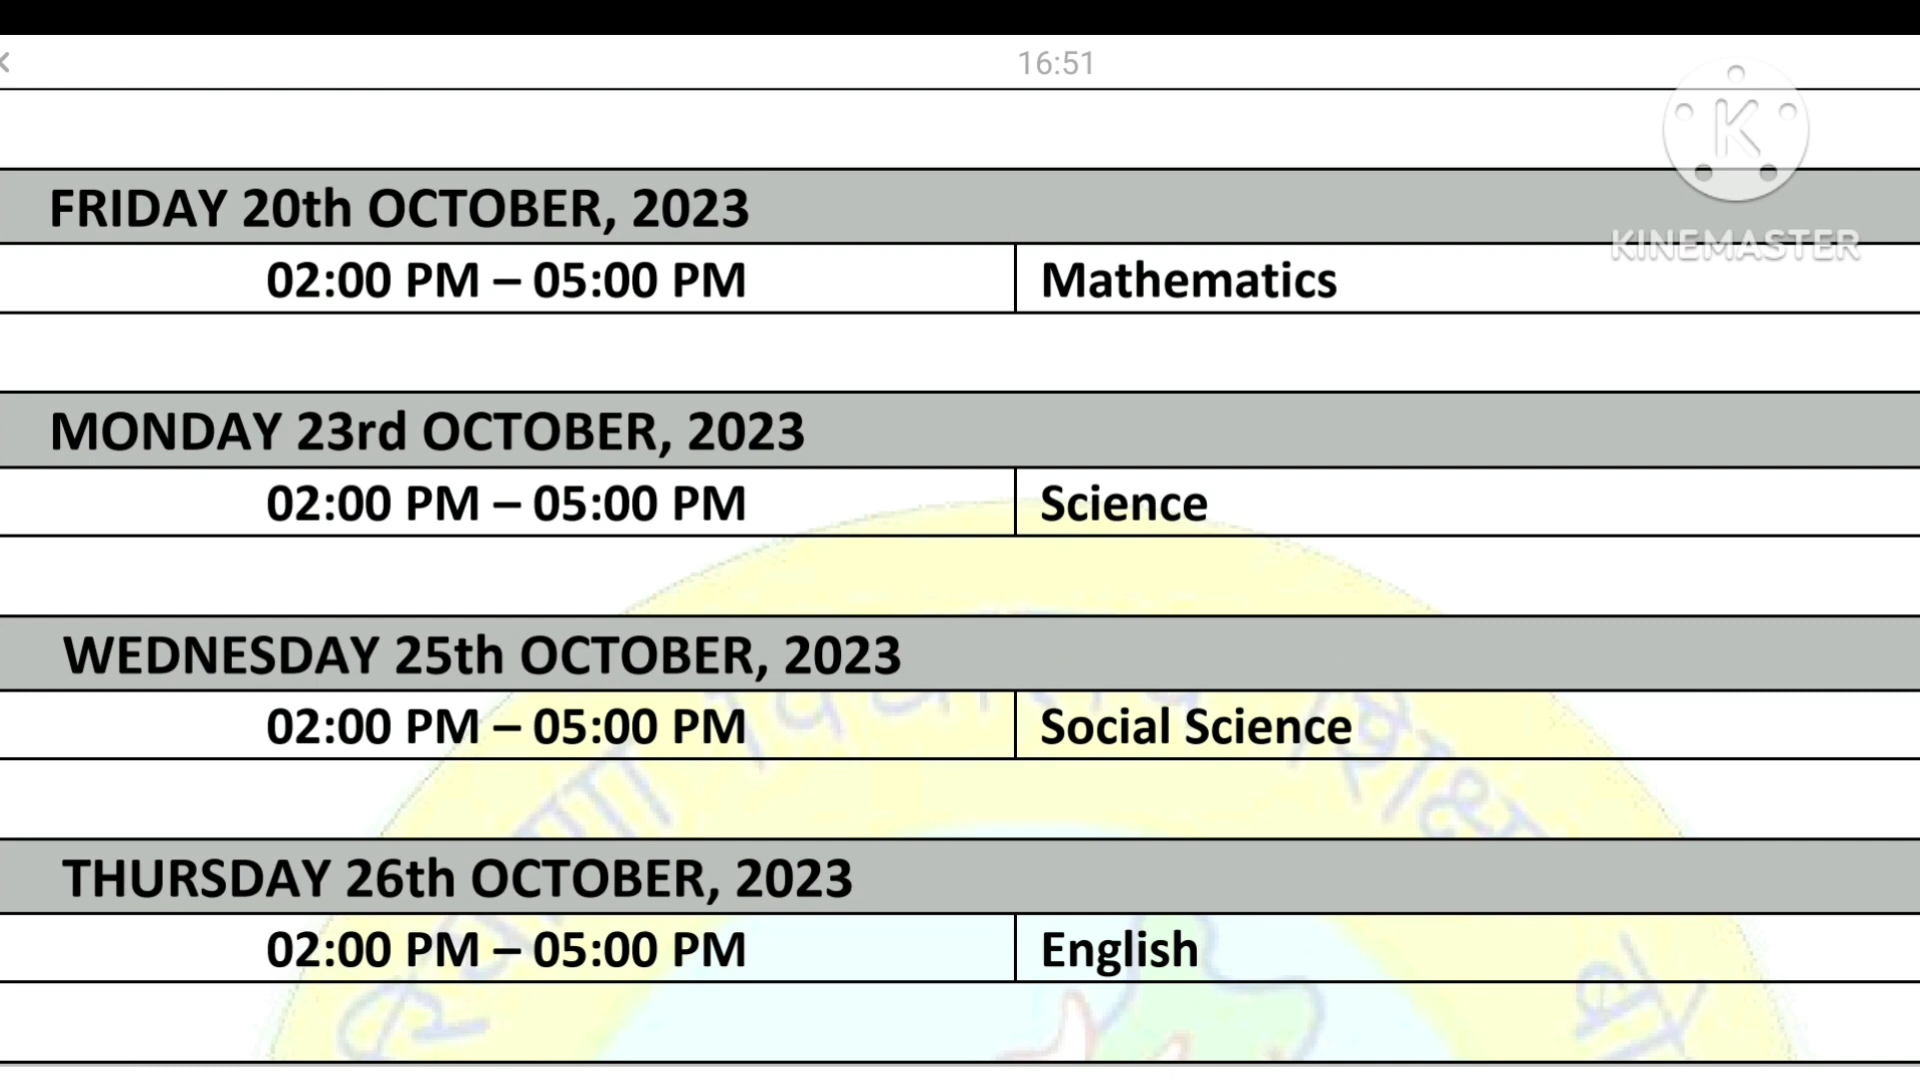 16:51
KINEMASTER
FRIDAY 20th OCTOBER, 2023
02:00 PM – 05:00 PM Mathematics
MONDAY 23rd OCTOBER, 2023
02:00 PM – 05:00 PM Science
WEDNESDAY 25th OCTOBER, 2023
02:00 PM – 05:00 PM Social Science
THURSDAY 26th OCTOBER, 2023
02:00 PM – 05:00 PM English